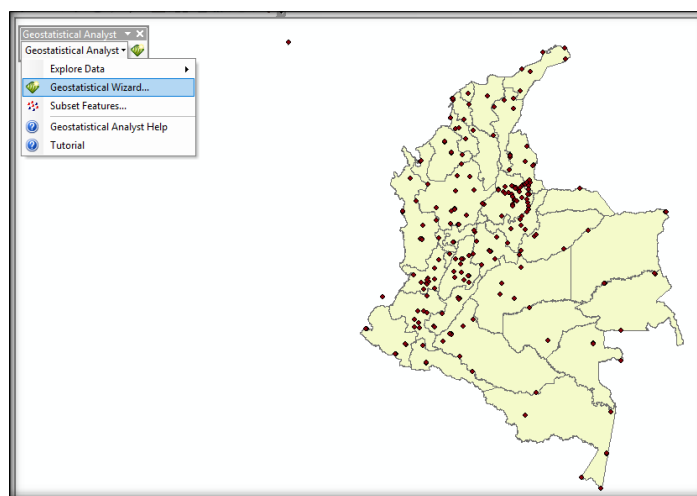 Geostatistical Analyst
Geostatistical Analyst
Explore Data
Geostatistical Wizard...
Subset Features...
Geostatistical Analyst Help
Tutorial